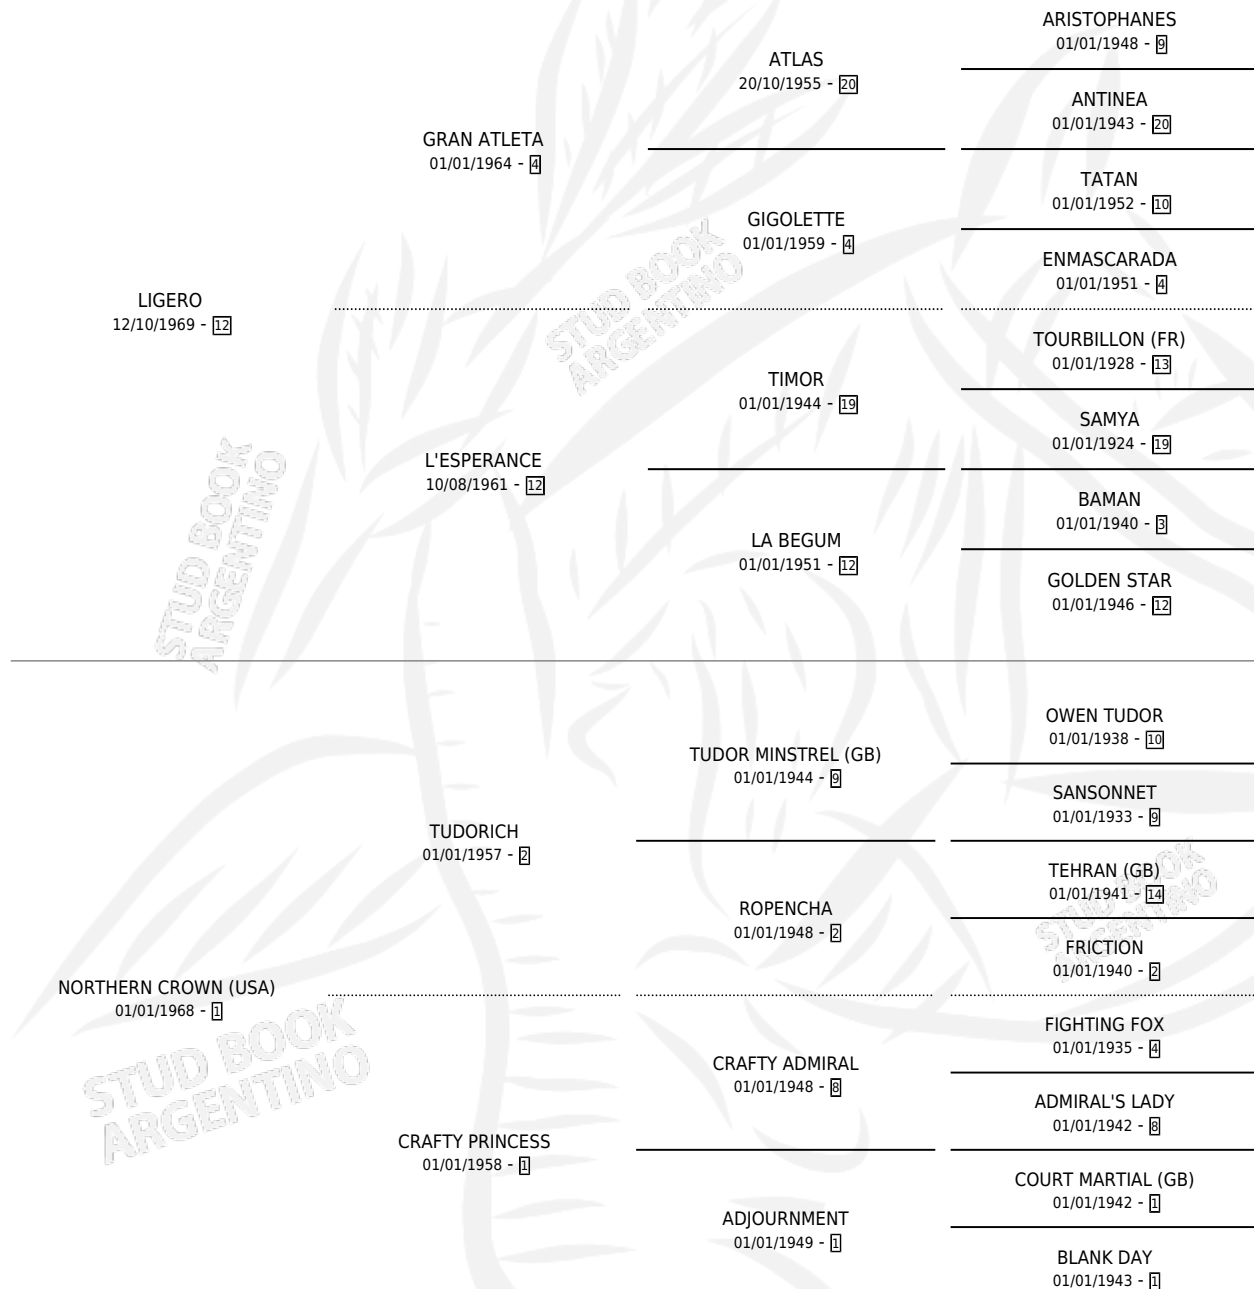 ARISTOPHANES
01/01/1948 - 9
ATLAS
20/10/1955 - 20
ANTINEA
01/01/1943 - 20
GRAN ATLETA
01/01/1964 - 4
TATAN
01/01/1952 - 10
GIGOLETTE
01/01/1959 - 4
ENMASCARADA
01/01/1951 - 4
LIGERO
12/10/1969 - 12
TOURBILLON (FR)
01/01/1928 - 13
TIMOR
01/01/1944 - 19
SAMYA
01/01/1924 - 19
L'ESPERANCE
10/08/1961 - 12
BAMAN
01/01/1940 - 3
LA BEGUM
01/01/1951 - 12
GOLDEN STAR
01/01/1946 - 12
OWEN TUDOR
01/01/1938 - 10
TUDOR MINSTREL (GB)
01/01/1944 - 9
SANSONNET
01/01/1933 - 9
TUDORICH
01/01/1957 - 2
TEHRAN (GB)
01/01/1941 - 14
ROPENCHA
01/01/1948 - 2
FRICTION
01/01/1940 - 2
NORTHERN CROWN (USA)
01/01/1968 - 1
FIGHTING FOX
01/01/1935 - 4
CRAFTY ADMIRAL
01/01/1948 - 8
ADMIRAL'S LADY
01/01/1942 - 8
CRAFTY PRINCESS
01/01/1958 - 1
COURT MARTIAL (GB)
01/01/1942 - 1
ADJOURNMENT
01/01/1949 - 1
BLANK DAY
01/01/1943 - 1
STUD BOOK
ARGENTINO
STUD BOOK
ARGENTINO
STUD BOOK
ARGENTINO
STUD BOOK
ARGENTINO